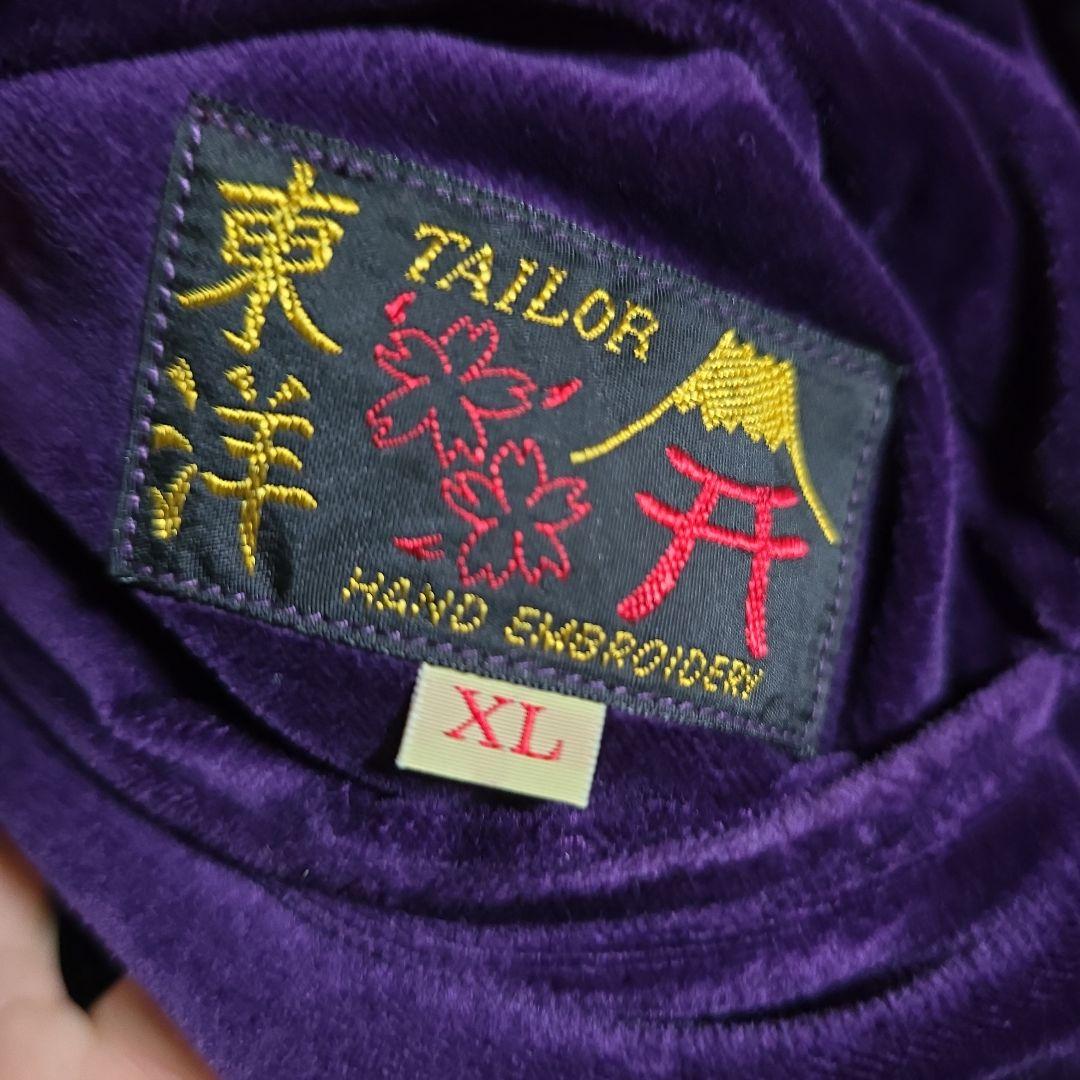 東洋
TAILOR
HAND EMBROIDERY
XL